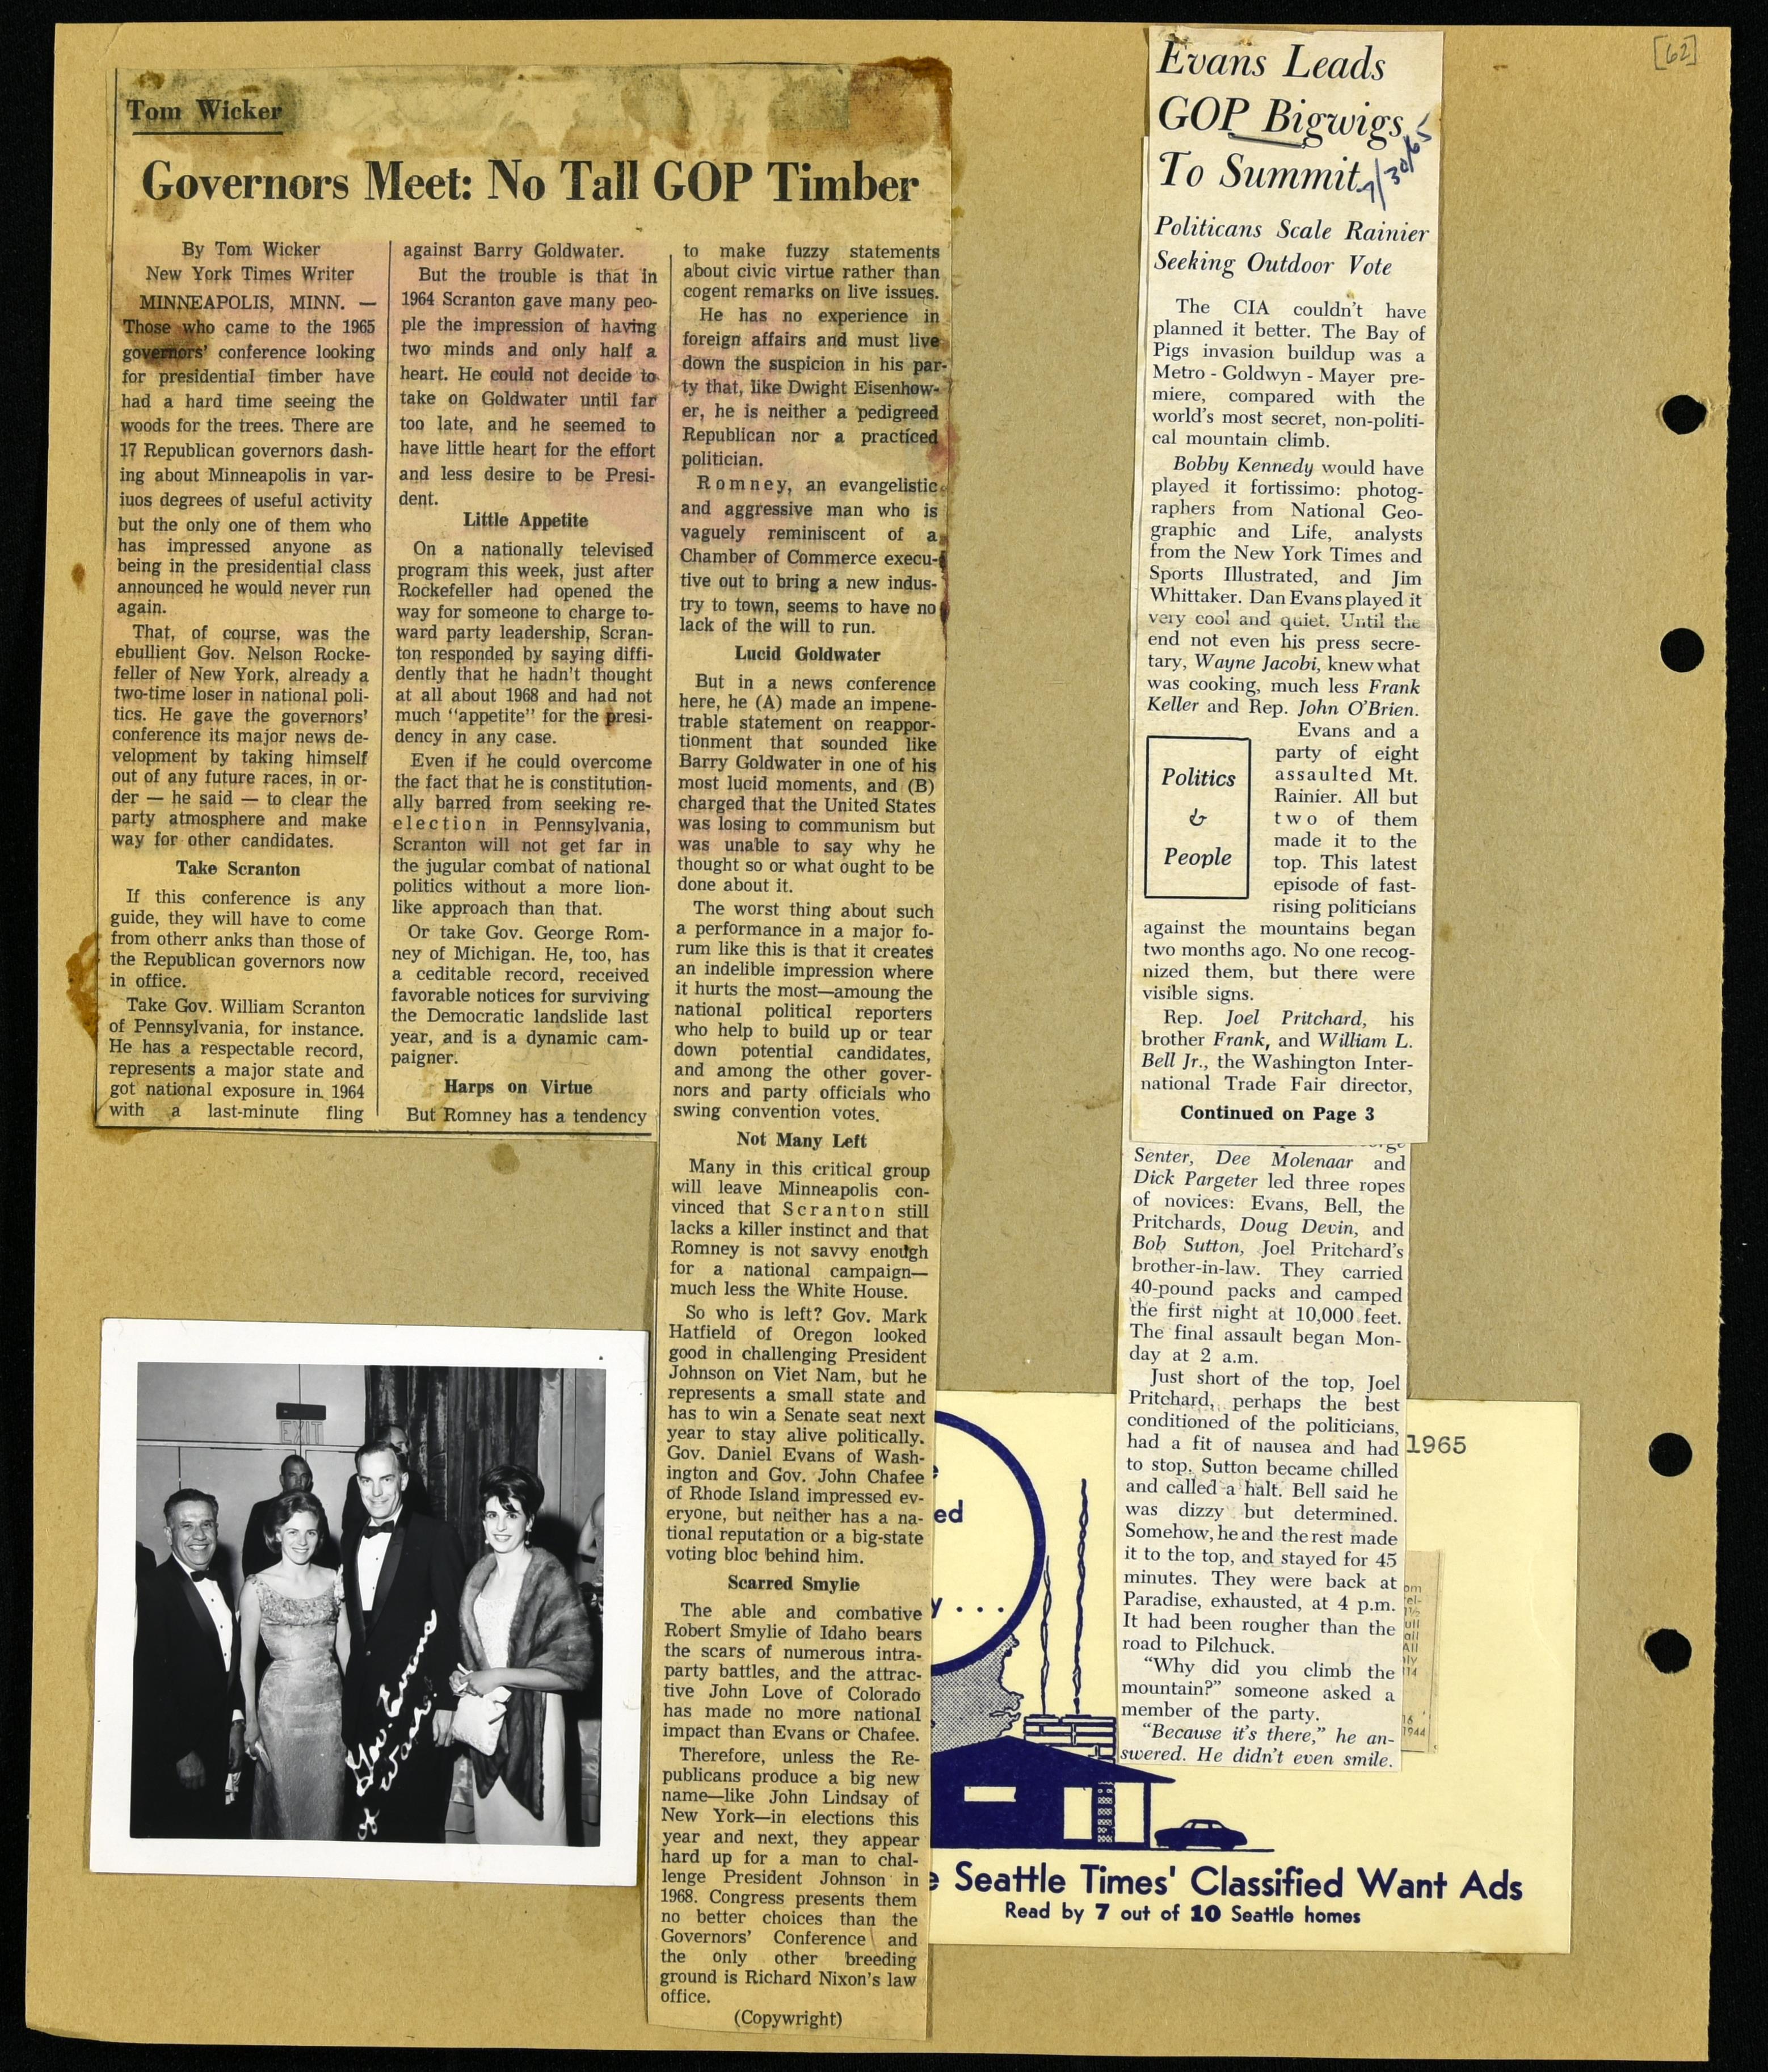 [62]
Tom Wicker
Governors Meet: No Tall GOP Timber
By Tom Wicker
New York Times Writer
MINNEAPOLIS, MINN. —
Those who came to the 1965
governors' conference looking
for presidential timber have
had a hard time seeing the
woods for the trees. There are
17 Republican governors dash-
ing about Minneapolis in var-
iuos degrees of useful activity
but the only one of them who
has impressed anyone as
being in the presidential class
announced he would never run
again.
That, of course, was the
ebullient Gov. Nelson Rocke-
feller of New York, already a
two-time loser in national poli-
tics. He gave the governors'
conference its major news de-
velopment by taking himself
out of any future races, in or-
der — he said — to clear the
party atmosphere and make
way for other candidates.
Take Scranton
If this conference is any
guide, they will have to come
from otherr anks than those of
the Republican governors now
in office.
Take Gov. William Scranton
of Pennsylvania, for instance.
He has a respectable record,
represents a major state and
got national exposure in 1964
with a last-minute fling
against Barry Goldwater.
But the trouble is that in
1964 Scranton gave many peo-
ple the impression of having
two minds and only half a
heart. He could not decide to
take on Goldwater until far
too late, and he seemed to
have little heart for the effort
and less desire to be Presi-
dent.
Little Appetite
On a nationally televised
program this week, just after
Rockefeller had opened the
way for someone to charge to-
ward party leadership, Scran-
ton responded by saying diffi-
dently that he hadn't thought
at all about 1968 and had not
much "appetite" for the presi-
dency in any case.
Even if he could overcome
the fact that he is constitution-
ally barred from seeking re-
election in Pennsylvania,
Scranton will not get far in
the jugular combat of national
politics without a more lion-
like approach than that.
Or take Gov. George Rom-
ney of Michigan. He, too, has
a ceditable record, received
favorable notices for surviving
the Democratic landslide last
year, and is a dynamic cam-
paigner.
Harps on Virtue
But Romney has a tendency
to make fuzzy statements
about civic virtue rather than
cogent remarks on live issues.
He has no experience in
foreign affairs and must live
down the suspicion in his par-
ty that, like Dwight Eisenhow-
er, he is neither a pedigreed
Republican nor a practiced
politician.
Romney, an evangelistic
and aggressive man who is
vaguely reminiscent of a
Chamber of Commerce execu-
tive out to bring a new indus-
try to town, seems to have no
lack of the will to run.
Lucid Goldwater
But in a news conference
here, he (A) made an impene-
trable statement on reappor-
tionment that sounded like
Barry Goldwater in one of his
most lucid moments, and (B)
charged that the United States
was losing to communism but
was unable to say why he
thought so or what ought to be
done about it.
The worst thing about such
a performance in a major fo-
rum like this is that it creates
an indelible impression where
it hurts the most—amoung the
national political reporters
who help to build up or tear
down potential candidates,
and among the other gover-
nors and party officials who
swing convention votes.
Not Many Left
Many in this critical group
will leave Minneapolis con-
vinced that Scranton still
lacks a killer instinct and that
Romney is not savvy enough
for a national campaign—
much less the White House.
So who is left? Gov. Mark
Hatfield of Oregon looked
good in challenging President
Johnson on Viet Nam, but he
represents a small state and
has to win a Senate seat next
year to stay alive politically.
Gov. Daniel Evans of Wash-
ington and Gov. John Chafee
of Rhode Island impressed ev-
eryone, but neither has a na-
tional reputation or a big-state
voting bloc behind him.
Scarred Smylie
The able and combative
Robert Smylie of Idaho bears
the scars of numerous intra-
party battles, and the attrac-
tive John Love of Colorado
has made no more national
impact than Evans or Chafee.
Therefore, unless the Re-
publicans produce a big new
name—like John Lindsay of
New York—in elections this
year and next, they appear
hard up for a man to chal-
lenge President Johnson in
1968. Congress presents them
no better choices than the
Governors' Conference and
the only other breeding
ground is Richard Nixon's law
office.
(Copywright)
Evans Leads
GOP Bigwigs
To Summit
7/30/65
Politicans Scale Rainier
Seeking Outdoor Vote
The CIA couldn't have
planned it better. The Bay of
Pigs invasion buildup was a
Metro - Goldwyn - Mayer pre-
miere, compared with the
world's most secret, non-politi-
cal mountain climb.
Bobby Kennedy would have
played it fortissimo: photog-
raphers from National Geo-
graphic and Life, analysts
from the New York Times and
Sports Illustrated, and Jim
Whittaker. Dan Evans played it
very cool and quiet. Until the
end not even his press secre-
tary, Wayne Jacobi, knew what
was cooking, much less Frank
Keller and Rep. John O'Brien.
Politics
&
People
Evans and a
party of eight
assaulted Mt.
Rainier. All but
two of them
made it to the
top. This latest
episode of fast-
rising politicians
against the mountains began
two months ago. No one recog-
nized them, but there were
visible signs.
Rep. Joel Pritchard, his
brother Frank, and William L.
Bell Jr., the Washington Inter-
national Trade Fair director,
Continued on Page 3
Senter, Dee Molenaar and
Dick Pargeter led three ropes
of novices: Evans, Bell, the
Pritchards, Doug Devin, and
Bob Sutton, Joel Pritchard's
brother-in-law. They carried
40-pound packs and camped
the first night at 10,000 feet.
The final assault began Mon-
day at 2 a.m.
Just short of the top, Joel
Pritchard, perhaps the best
conditioned of the politicians,
had a fit of nausea and had
to stop. Sutton became chilled
and called a halt. Bell said he
was dizzy but determined.
Somehow, he and the rest made
it to the top, and stayed for 45
minutes. They were back at
Paradise, exhausted, at 4 p.m.
It had been rougher than the
road to Pilchuck.
"Why did you climb the
mountain?" someone asked a
member of the party.
"Because it's there," he an-
swered. He didn't even smile.
EXIT
Gov. Evans
of Wash.
1965
ed
y...
e Seattle Times' Classified Want Ads
Read by 7 out of 10 Seattle homes
om
el-
1½
ull
all
All
ly
114
16
1944